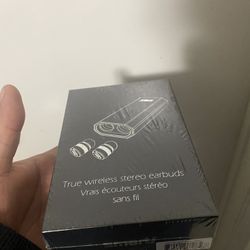 True wireless stereo earbuds
Vrais écouteurs stéréo
sans fil